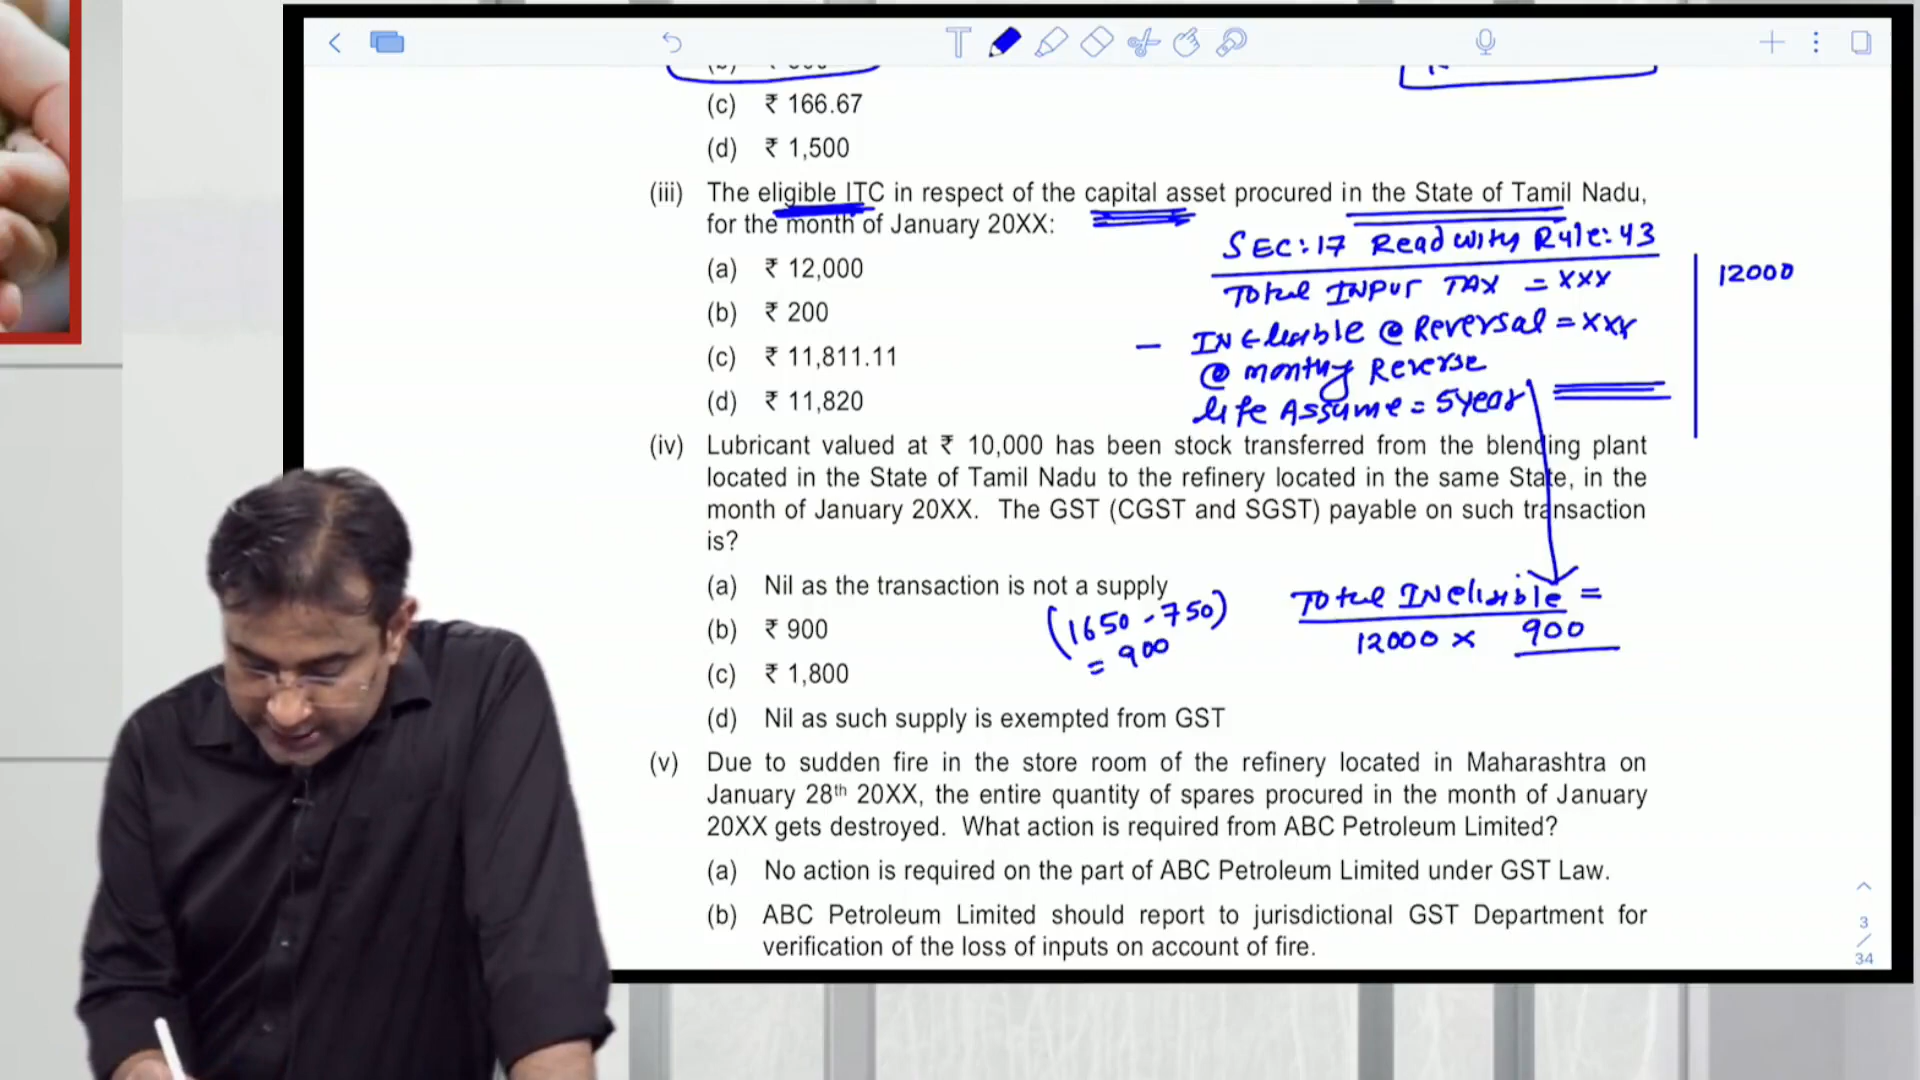 (c) ₹ 166.67
(d) ₹ 1,500
(iii) The eligible ITC in respect of the capital asset procured in the State of Tamil Nadu,
for the month of January 20XX:
SEC:17 Read with Rule:43
(a) ₹ 12,000
Total INPUT TAX = XXX
12000
(b) ₹ 200
@ Reversal = XXX
(c) ₹ 11,811.11
@ monthly Reverse
(d) ₹ 11,820
life Assume = 5year
(iv) Lubricant valued at ₹ 10,000 has been stock transferred from the blending plant
located in the State of Tamil Nadu to the refinery located in the same State, in the
month of January 20XX. The GST (CGST and SGST) payable on such transaction
is?
(a) Nil as the transaction is not a supply
Total INeligible =
(1650 - 750)
= 900
12000 x 900
(b) ₹ 900
(c) ₹ 1,800
(d) Nil as such supply is exempted from GST
(v) Due to sudden fire in the store room of the refinery located in Maharashtra on
January 28th 20XX, the entire quantity of spares procured in the month of January
20XX gets destroyed. What action is required from ABC Petroleum Limited?
(a) No action is required on the part of ABC Petroleum Limited under GST Law.
(b) ABC Petroleum Limited should report to jurisdictional GST Department for
verification of the loss of inputs on account of fire.
3
/
34